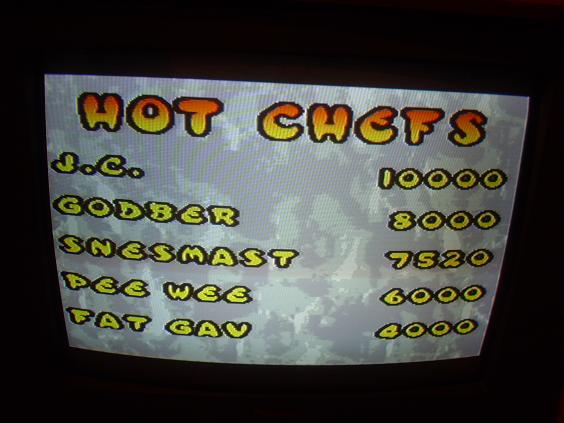 HOT CHEFS
J.C. 10000
GODBER 8000
SNESMAST 7520
PEE WEE 6000
FAT GAV 4000